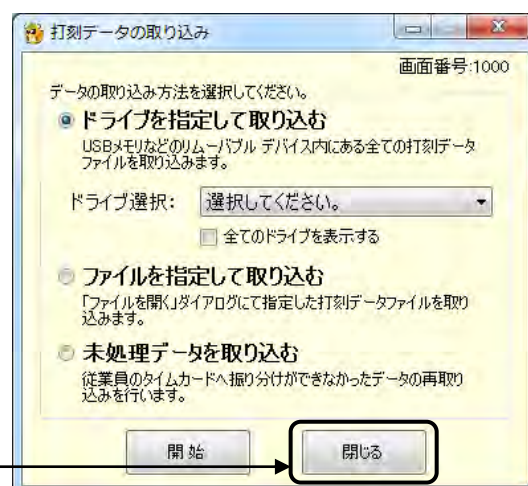 打刻データの取り込み
画面番号:1000
データの取り込み方法を選択してください。
ドライブを指定して取り込む
USBメモリなどのリムーバブル デバイス内にある全ての打刻データ
ファイルを取り込みます。
ドライブ選択: 選択してください。
全てのドライブを表示する
ファイルを指定して取り込む
「ファイルを開く」ダイアログにて指定した打刻データファイルを取り
込みます。
未処理データを取り込む
従業員のタイムカードへ振り分けができなかったデータの再取り
込みを行います。
開始 閉じる